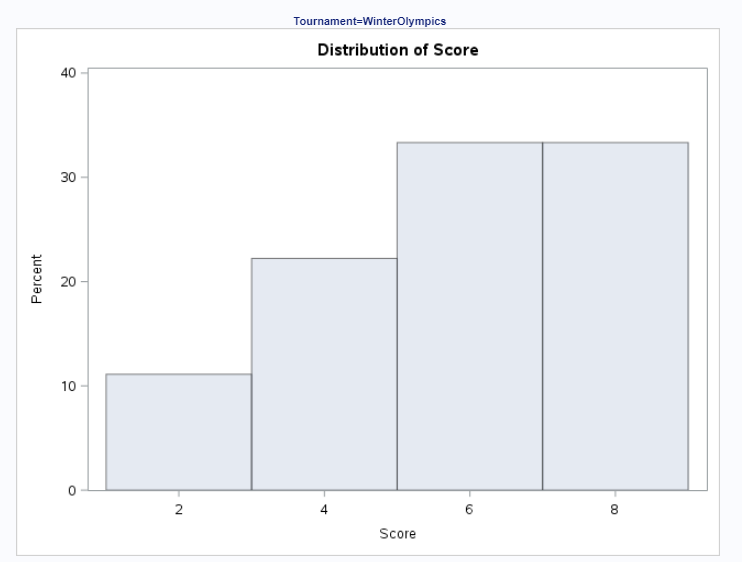 Tournament=WinterOlympics
Distribution of Score
40
30
20
10
0
Percent
2 4 6 8
Score